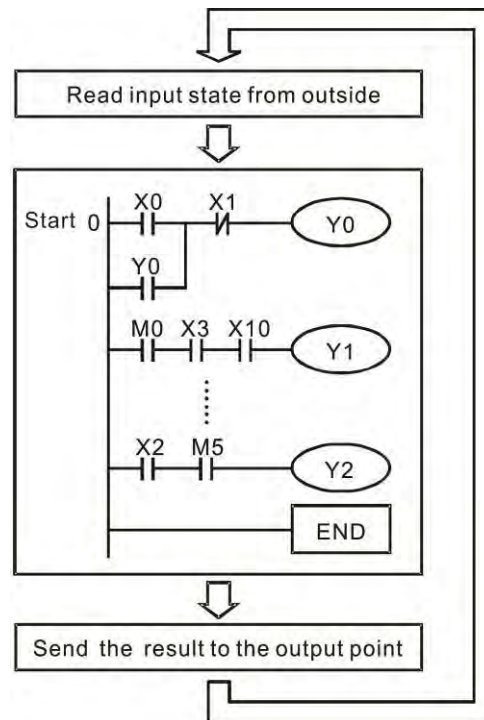 Read input state from outside
X0 X1
Start 0 Y0
Y0
M0 X3 X10
Y1
X2 M5
Y2
END
Send the result to the output point